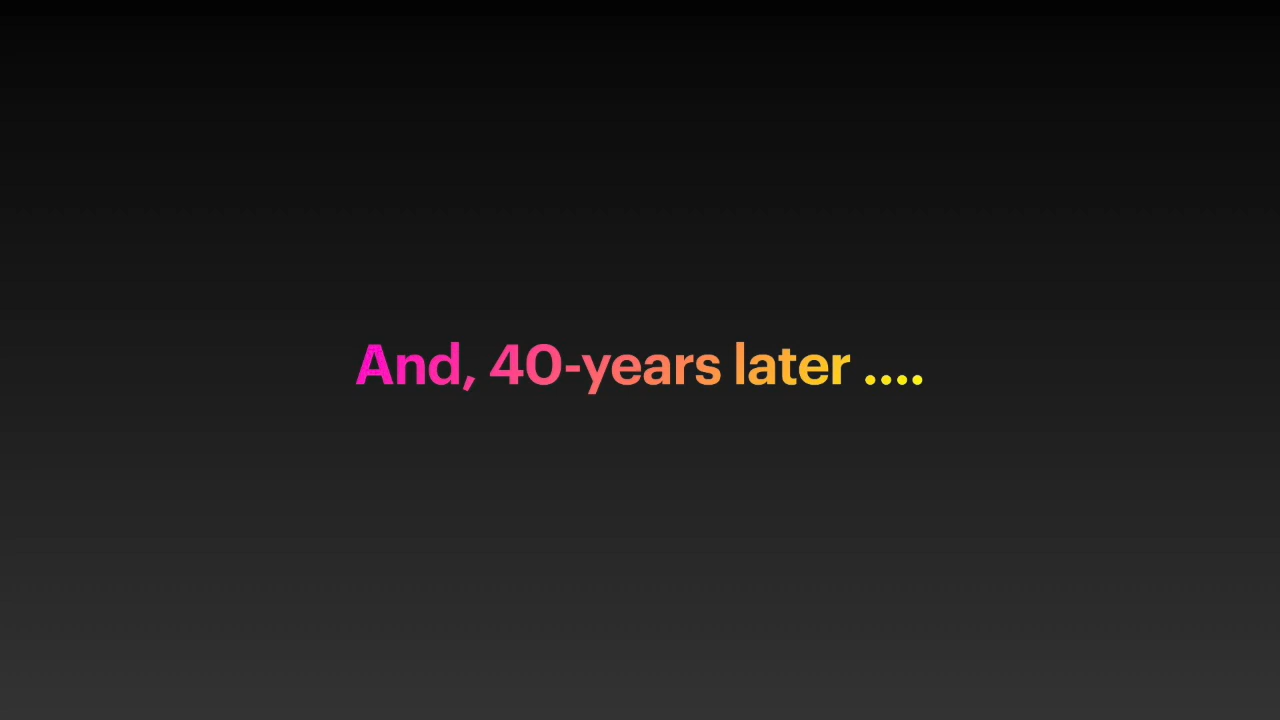 And, 40-years later ....